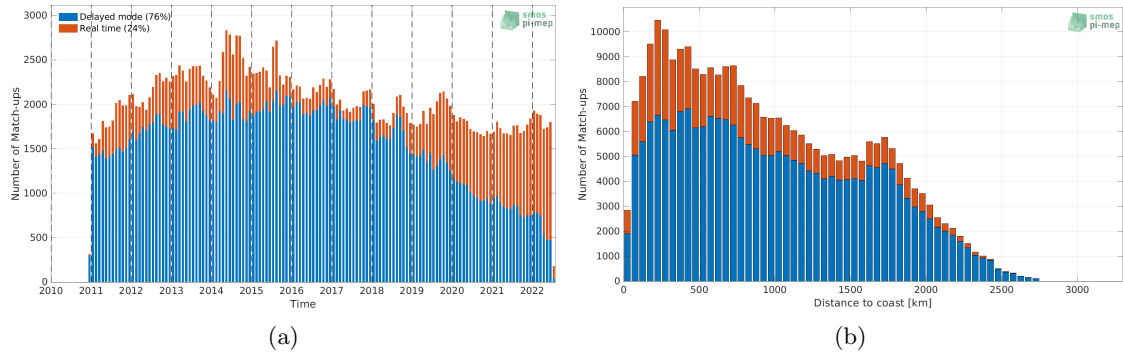 Delayed mode (76%)
Real time (24%)
smos
pi-mep
Number of Match-ups
3000
2500
2000
1500
1000
500
0
2010 2011 2012 2013 2014 2015 2016 2017 2018 2019 2020 2021 2022
Time
(a)
smos
pi-mep
Number of Match-ups
10000
9000
8000
7000
6000
5000
4000
3000
2000
1000
0
0 500 1000 1500 2000 2500 3000
Distance to coast [km]
(b)